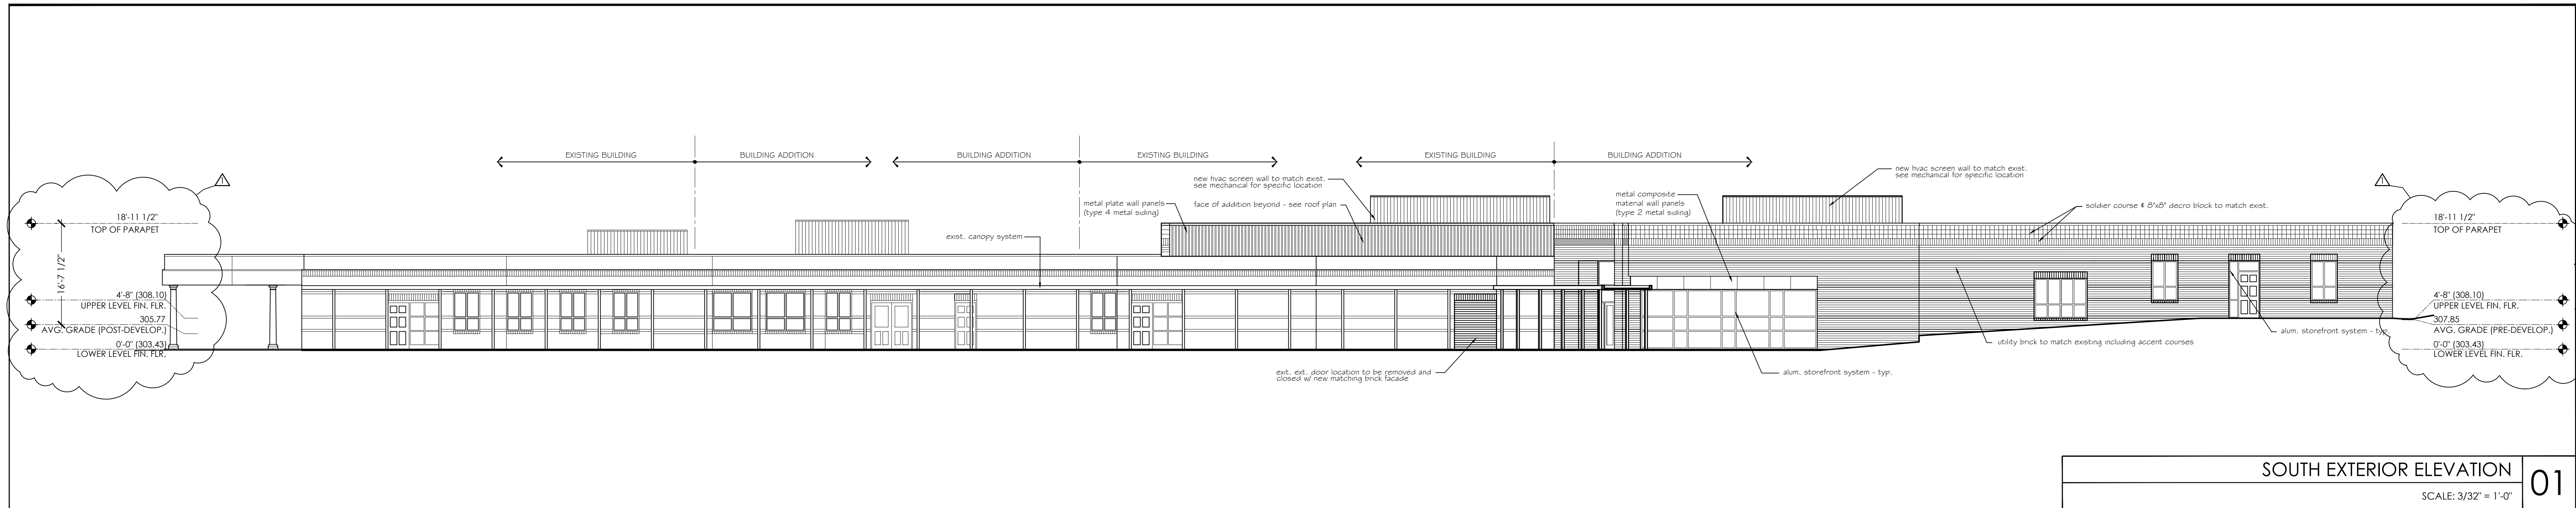 EXISTING BUILDING
BUILDING ADDITION
BUILDING ADDITION
EXISTING BUILDING
EXISTING BUILDING
BUILDING ADDITION
1
18'-11 1/2"
TOP OF PARAPET
16'-7 1/2"
4'-8" (308.10)
UPPER LEVEL FIN. FLR.
305.77
AVG. GRADE (POST-DEVELOP.)
0'-0" (303.43)
LOWER LEVEL FIN. FLR.
exist. canopy system
metal plate wall panels
(type 4 metal siding)
new hvac screen wall to match exist.
see mechanical for specific location
face of addition beyond - see roof plan
metal composite
material wall panels
(type 2 metal siding)
new hvac screen wall to match exist.
see mechanical for specific location
soldier course & 8"x8" decro block to match exist.
1
18'-11 1/2"
TOP OF PARAPET
4'-8" (308.10)
UPPER LEVEL FIN. FLR.
307.85
AVG. GRADE (PRE-DEVELOP.)
0'-0" (303.43)
LOWER LEVEL FIN. FLR.
alum. storefront system - typ.
utility brick to match existing including accent courses
alum. storefront system - typ.
ext. ext. door location to be removed and
closed w/ new matching brick facade
SOUTH EXTERIOR ELEVATION
01
SCALE: 3/32" = 1'-0"